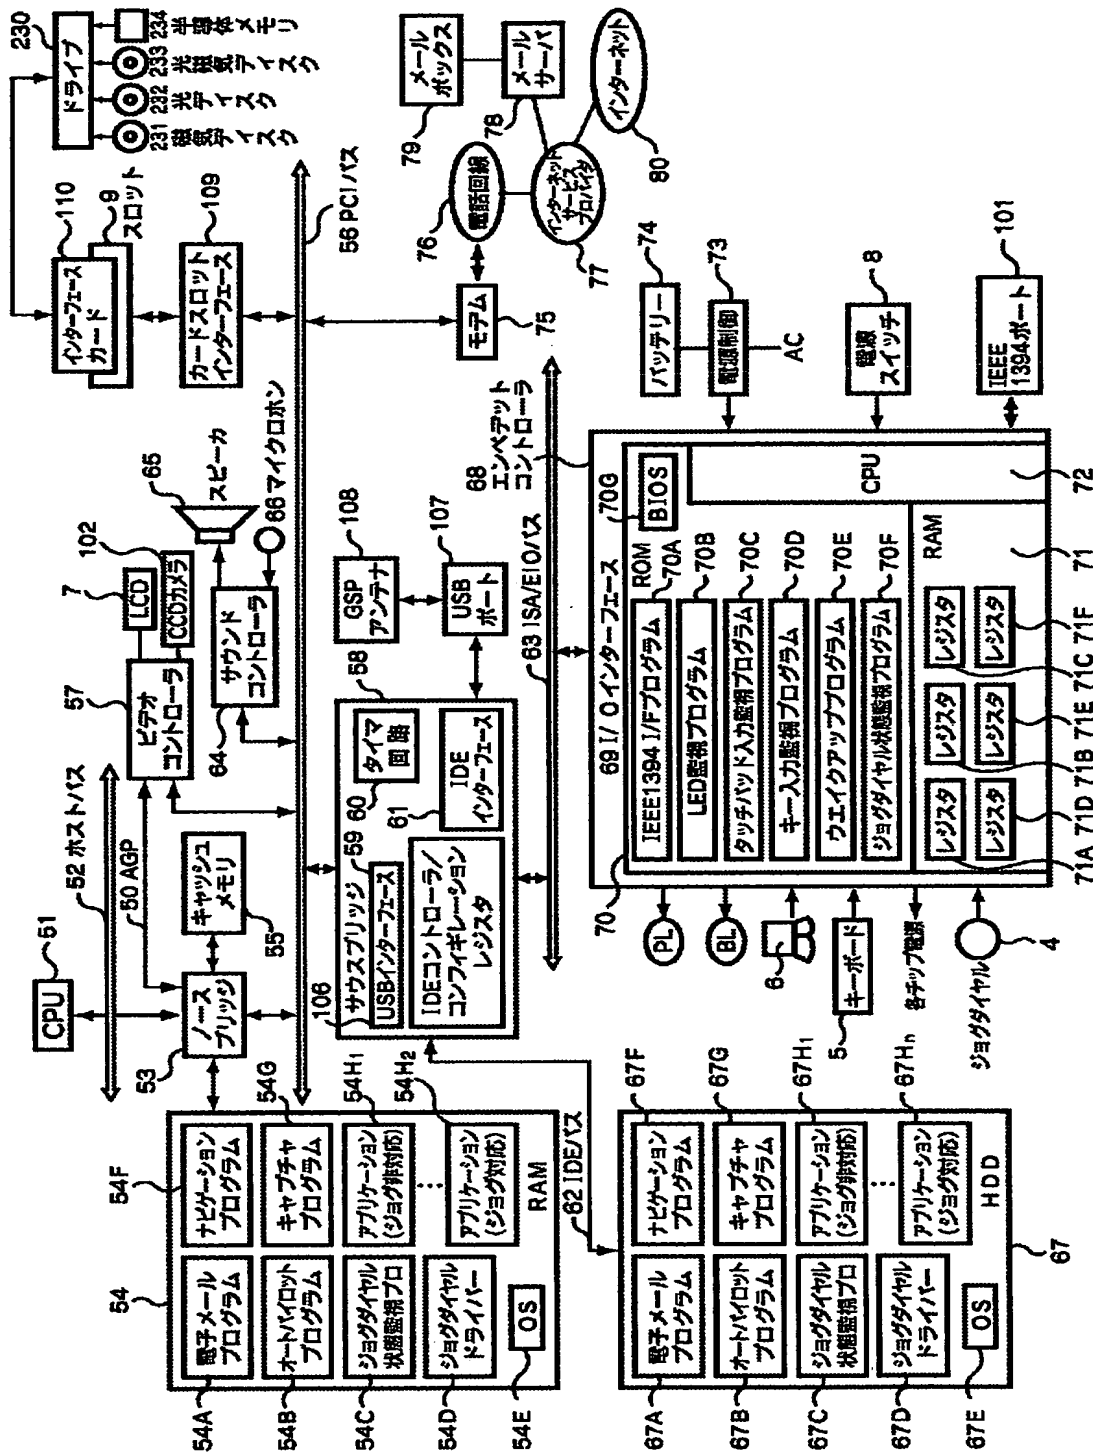 51
CPU
52 ホストバス
50 AGP
53
ノース
ブリッジ
キャッシュ
メモリ
55
57
ビデオ
コントローラ
7
LCD
102
CCDカメラ
65
スピーカ
66 マイクロホン
サウンド
コントローラ
64
56 PCIバス
110
インターフェース
カード
9
スロット
109
カードスロット
インターフェース
230
ドライブ
231
磁気ディスク
232
光ディスク
233
光磁気ディスク
234
半導体メモリ
モデム
75
76
電話回線
インターネット
サービス
プロバイダ
77
78
メール
サーバ
79
メール
ボックス
80
インターネット
54
54F
54G
54H1
54H2
電子メール
プログラム
ナビゲーション
プログラム
オートパイロット
プログラム
キャプチャ
プログラム
ジョグダイヤル
状態監視プロ
アプリケーション
(ジョグ非対応)
ジョグダイヤル
ドライバー
アプリケーション
(ジョグ対応)
OS
RAM
54A
54B
54C
54D
54E
58
サウスブリッジ
59
106
USBインターフェース
60
タイマ
回路
61
IDE
インターフェース
IDEコントローラ/
コンフィギレーション
レジスタ
108
GSP
アンテナ
107
USB
ポート
62 IDEバス
63 ISA/EIOバス
67F
67G
67H1
67Hn
電子メール
プログラム
ナビゲーション
プログラム
オートパイロット
プログラム
キャプチャ
プログラム
ジョグダイヤル
状態監視プロ
アプリケーション
(ジョグ非対応)
ジョグダイヤル
ドライバー
アプリケーション
(ジョグ対応)
OS
HDD
67
67A
67B
67C
67D
67E
68
エンベデット
コントローラ
69 I/Oインターフェース
70
ROM
70A
IEEE1394 I/Fプログラム
70B
LED監視プログラム
70C
タッチパッド入力監視プログラム
70D
キー入力監視プログラム
70E
ウエイクアッププログラム
70F
ジョグダイヤル状態監視プログラム
70G
BIOS
CPU
72
RAM
71
レジスタ
レジスタ
レジスタ
レジスタ
レジスタ
レジスタ
71A
71D
71B
71E
71C
71F
PL
BL
6
5
キーボード
各チップ電源
ジョグダイヤル
4
74
バッテリー
73
電源制御
AC
8
電源
スイッチ
101
IEEE
1394ポート